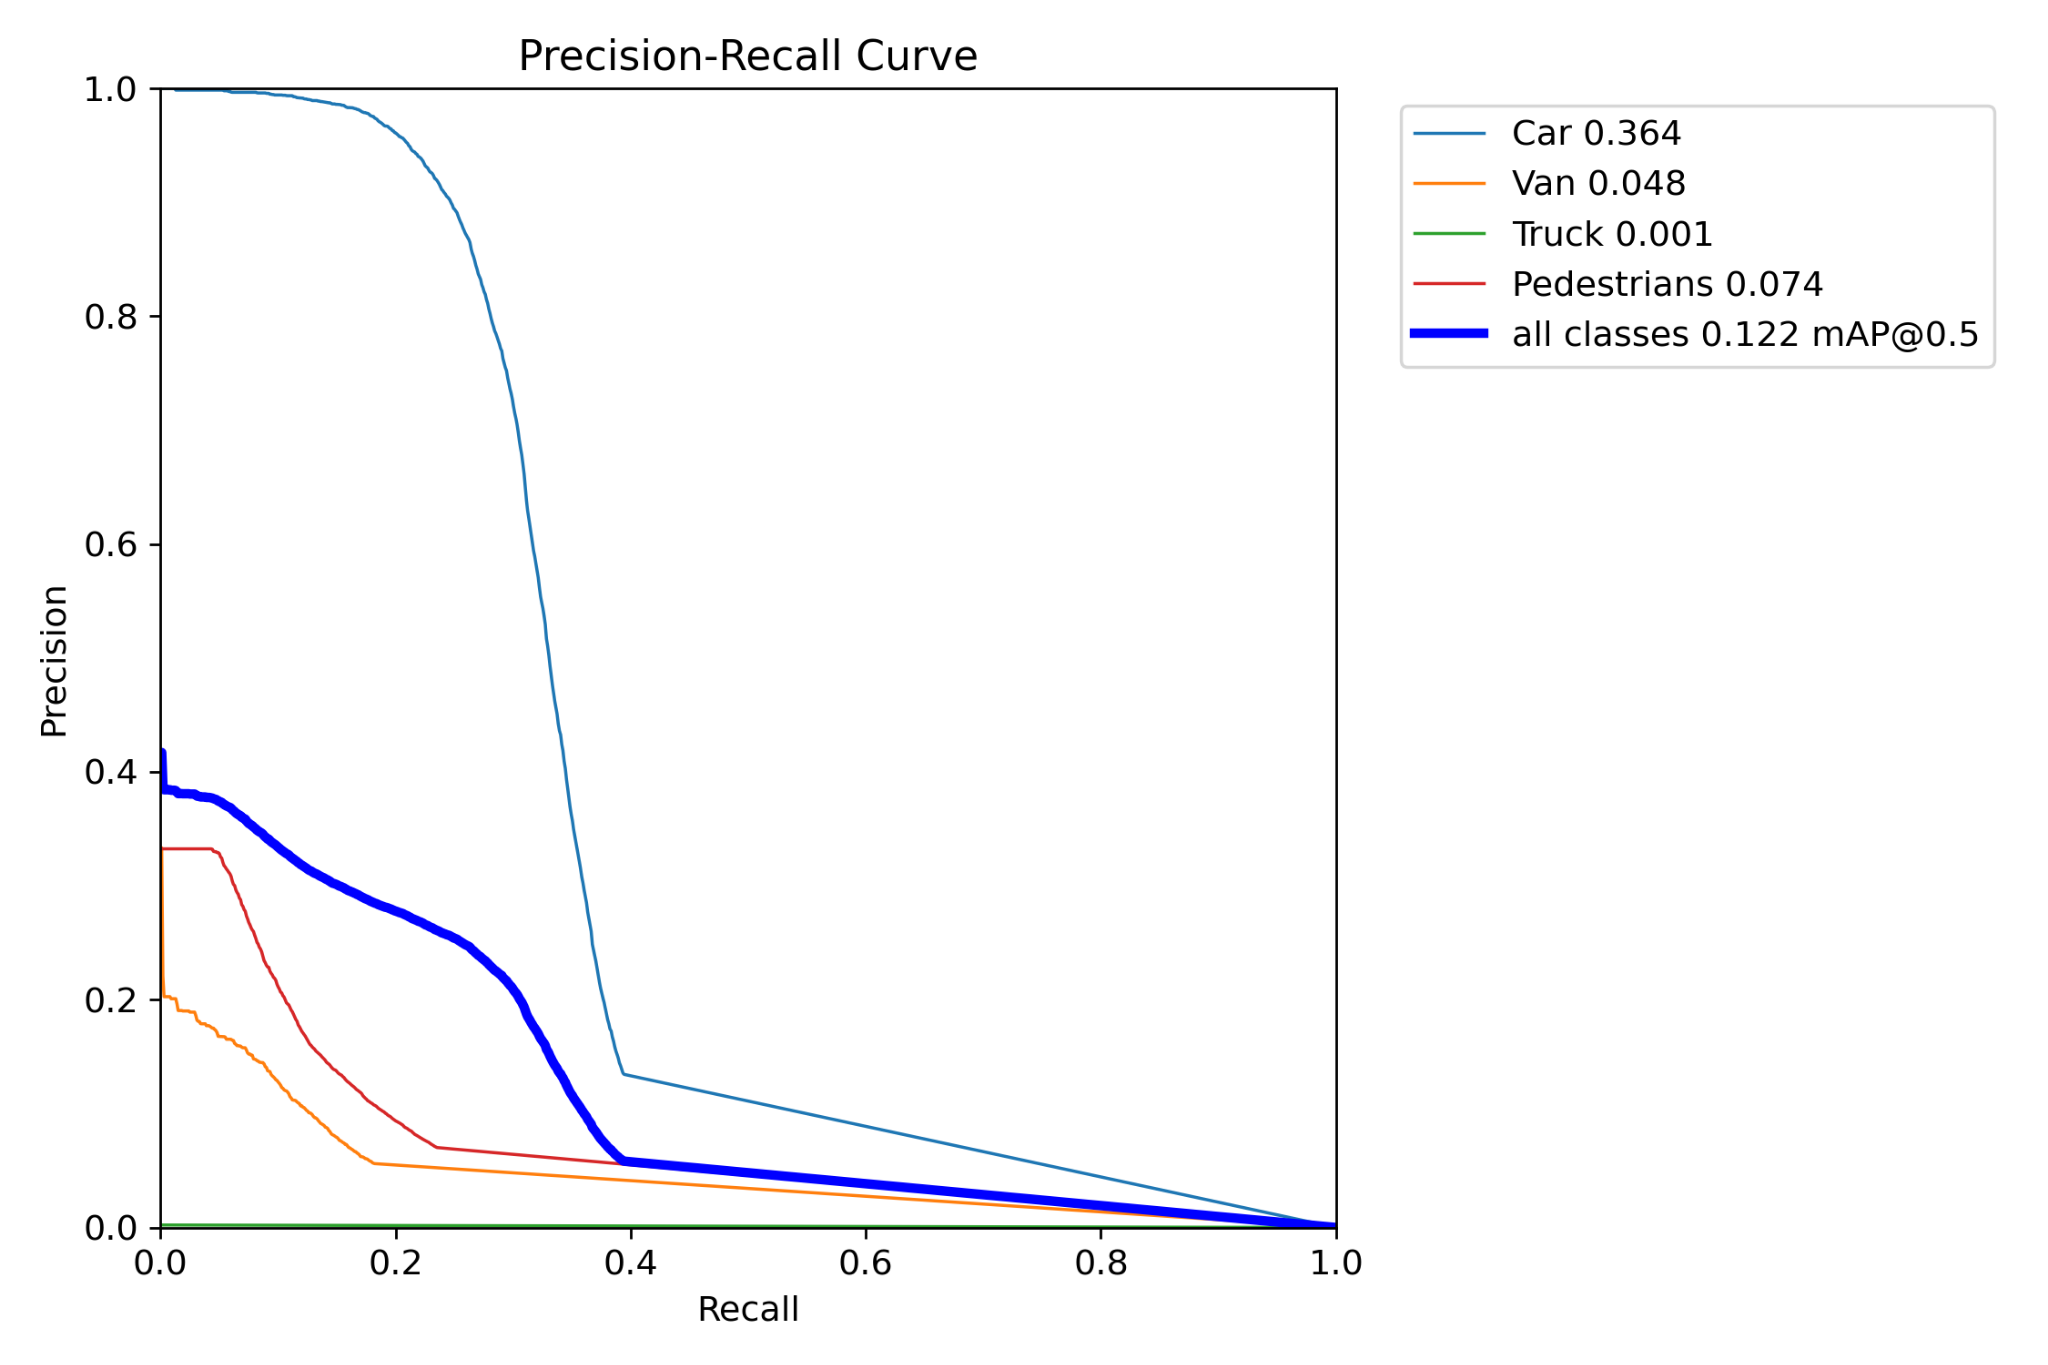 Precision-Recall Curve
1.0
0.8
0.6
0.4
0.2
0.0
Precision
0.0 0.2 0.4 0.6 0.8 1.0
Recall
Car 0.364
Van 0.048
Truck 0.001
Pedestrians 0.074
all classes 0.122 mAP@0.5